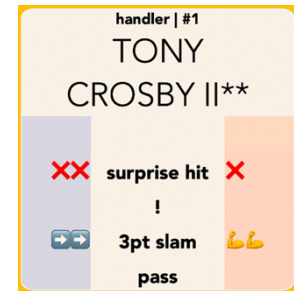 handler | #1
TONY
CROSBY II**
❌❌ surprise hit ❌
!
➡️➡️ 3pt slam 💪💪
pass